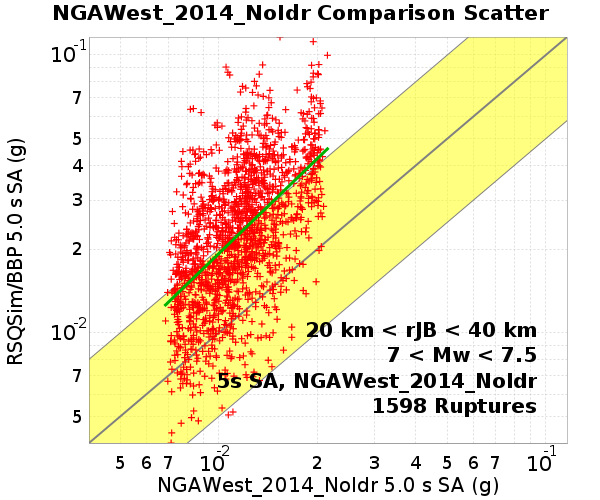 NGAWest_2014_NoIdr Comparison Scatter
RSQSim/BBP 5.0 s SA (g)
10-1
7
5
4
3
2
10-2
7
5
20 km < rJB < 40 km
7 < Mw < 7.5
5s SA, NGAWest_2014_NoIdr
1598 Ruptures
5 6 7 10-2 2 3 4 5 6 7 10-1
NGAWest_2014_NoIdr 5.0 s SA (g)